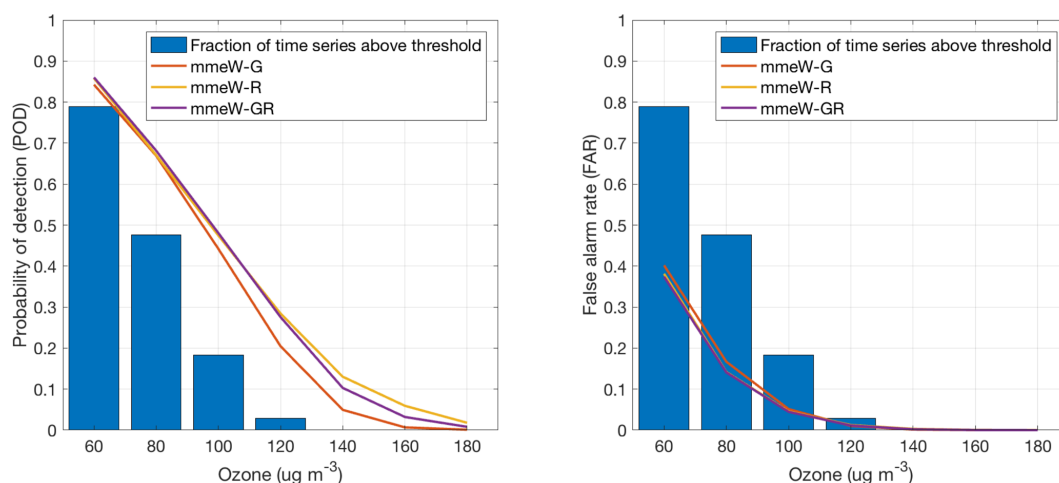 Probability of detection (POD)
1
0.9
0.8
0.7
0.6
0.5
0.4
0.3
0.2
0.1
0
Fraction of time series above threshold
mmeW-G
mmeW-R
mmeW-GR
60 80 100 120 140 160 180
Ozone (ug m-3)
False alarm rate (FAR)
1
0.9
0.8
0.7
0.6
0.5
0.4
0.3
0.2
0.1
0
Fraction of time series above threshold
mmeW-G
mmeW-R
mmeW-GR
60 80 100 120 140 160 180
Ozone (ug m-3)